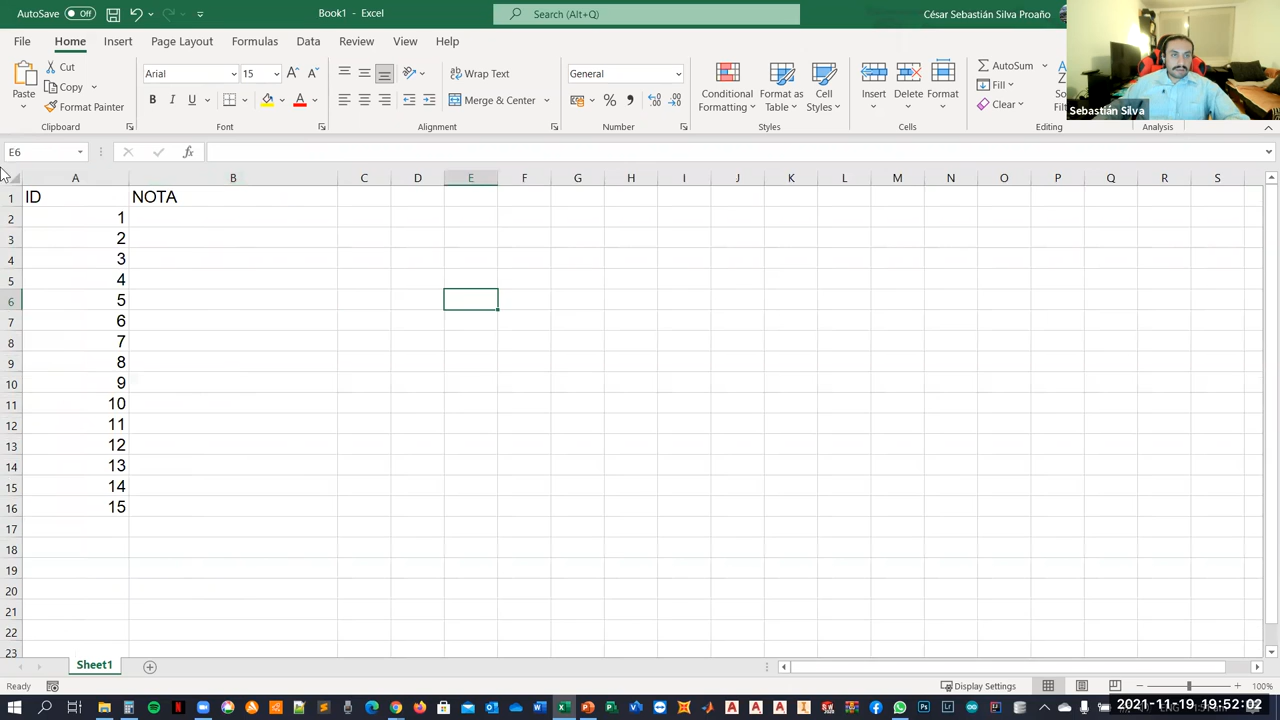 AutoSave Off Book1 - Excel Search (Alt+Q) César Sebastián Silva Proaño
File Home Insert Page Layout Formulas Data Review View Help
Paste
Cut
Copy
Format Painter
Clipboard
Arial 15
B I U
Font
Wrap Text
Merge & Center
Alignment
General
Number
Conditional Formatting
Format as Table
Cell Styles
Styles
Insert
Delete
Format
Cells
AutoSum
Fill
Clear
Editing
Analysis
Sebastián Silva
E6 fx
A B C D E F G H I J K L M N O P Q R S
1 ID NOTA
2 1
3 2
4 3
5 4
6 5
7 6
8 7
9 8
10 9
11 10
12 11
13 12
14 13
15 14
16 15
17
18
19
20
21
22
23
Sheet1
Ready Display Settings 100%
2021-11-19 19:52:02